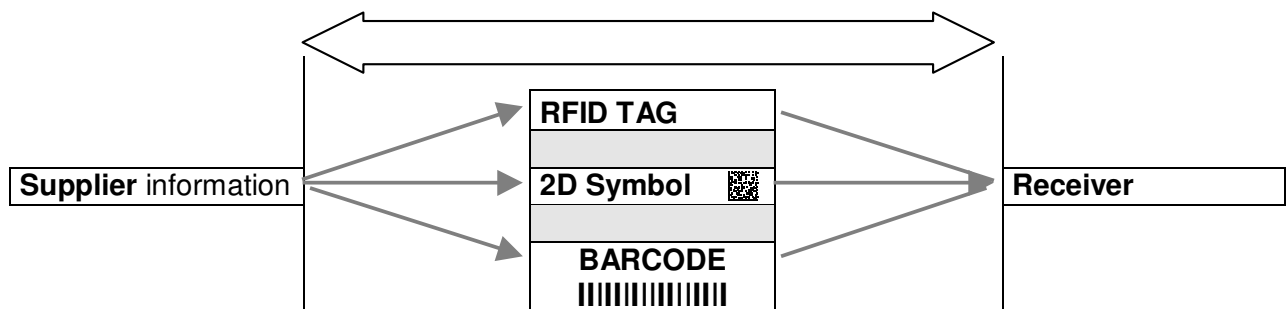 RFID TAG
Supplier information
2D Symbol
Receiver
BARCODE